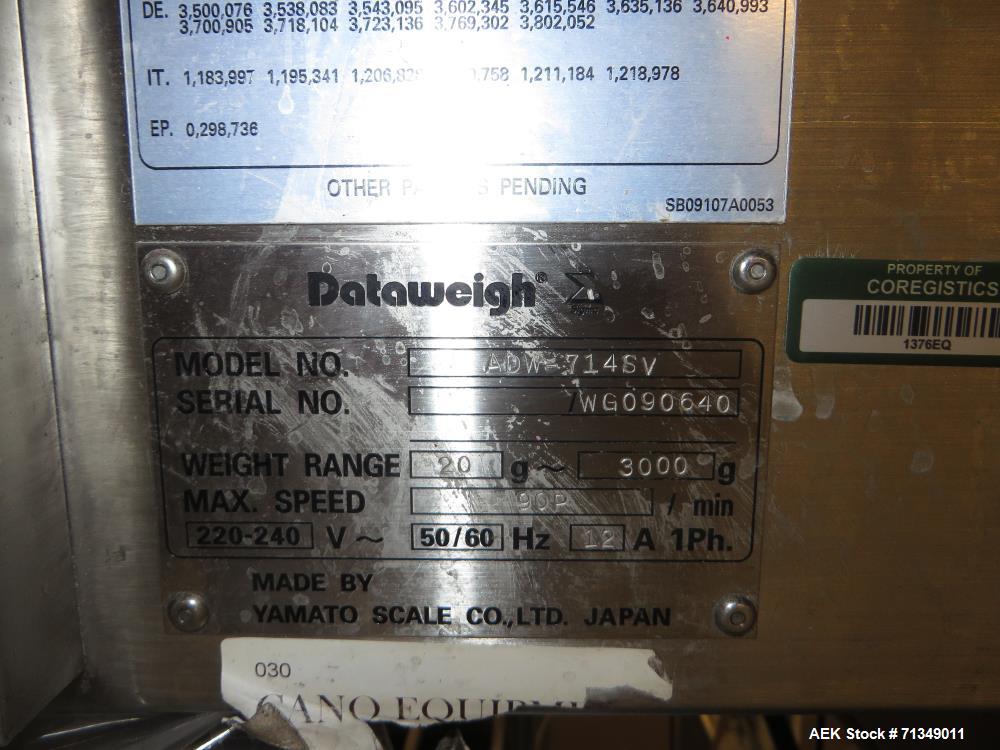 DE. 3,500,076 3,538,083 3,543,095 3,602,345 3,615,546 3,635,136 3,640,993
3,700,905 3,718,104 3,723,136 3,769,302 3,802,052
IT. 1,183,997 1,195,341 1,211,184 1,218,978
EP. 0,298,736
OTHER PENDING
SB09107A0053
Dataweigh® Σ
PROPERTY OF
COREGISTICS
1376EQ
MODEL NO. ADW-714SV
SERIAL NO. /WG090640
WEIGHT RANGE 20 g ~ 3000 g
MAX. SPEED 90P / min
220-240 V ~ 50/60 Hz 12 A 1Ph.
MADE BY
YAMATO SCALE CO.,LTD. JAPAN
030
CANO
AEK Stock #71349011